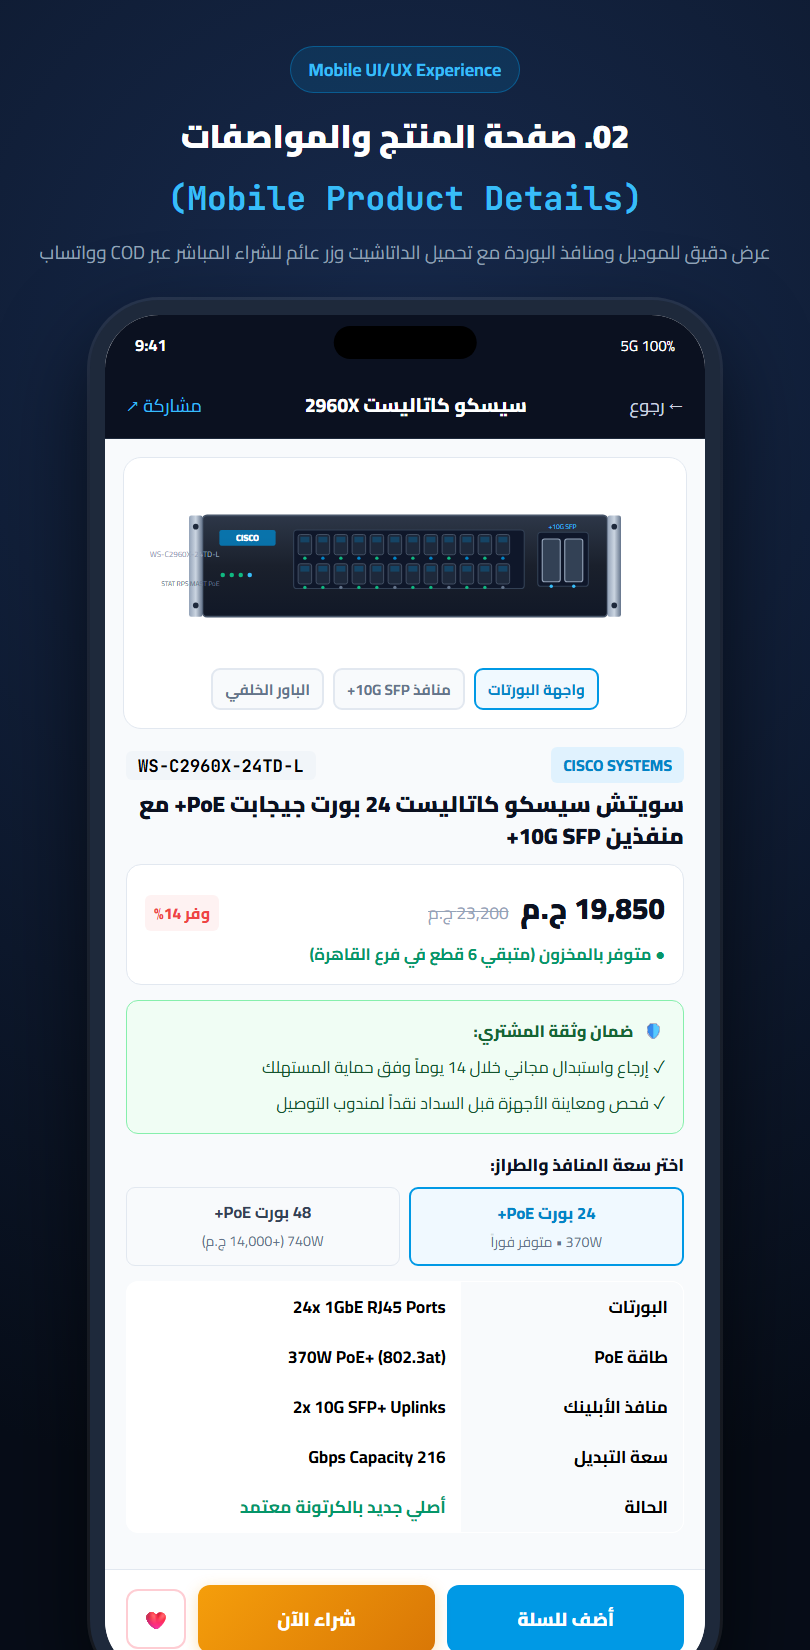 Mobile UI/UX Experience
02. صفحة المنتج والمواصفات
(Mobile Product Details)
عرض دقيق للموديل ومنافذ البوردة مع تحميل الداتاشيت وزر عائم للشراء المباشر عبر COD وواتساب
9:41
5G 100%
← رجوع
سيسكو كاتاليست 2960X
مشاركة ↗
+10G SFP
CISCO
WS-C2960X-24TD-L
STAT RPS MAST PoE
واجهة البورتات
منافذ 10G SFP+
الباور الخلفي
CISCO SYSTEMS
WS-C2960X-24TD-L
سويتش سيسكو كاتاليست 24 بورت جيجابت PoE+ مع
منفذين 10G SFP+
19,850 ج.م 23,200 ج.م
وفر 14%
● متوفر بالمخزون (متبقي 6 قطع في فرع القاهرة)
ضمان وثقة المشتري:
✓ إرجاع واستبدال مجاني خلال 14 يوماً وفق حماية المستهلك
✓ فحص ومعاينة الأجهزة قبل السداد نقداً لمندوب التوصيل
اختر سعة المنافذ والطراز:
24 بورت PoE+
370W • متوفر فوراً
48 بورت PoE+
740W (+14,000 ج.م)
البورتات
24x 1GbE RJ45 Ports
طاقة PoE
370W PoE+ (802.3at)
منافذ الأبلينك
2x 10G SFP+ Uplinks
سعة التبديل
Gbps Capacity 216
الحالة
أصلي جديد بالكرتونة معتمد
أضف للسلة
شراء الآن